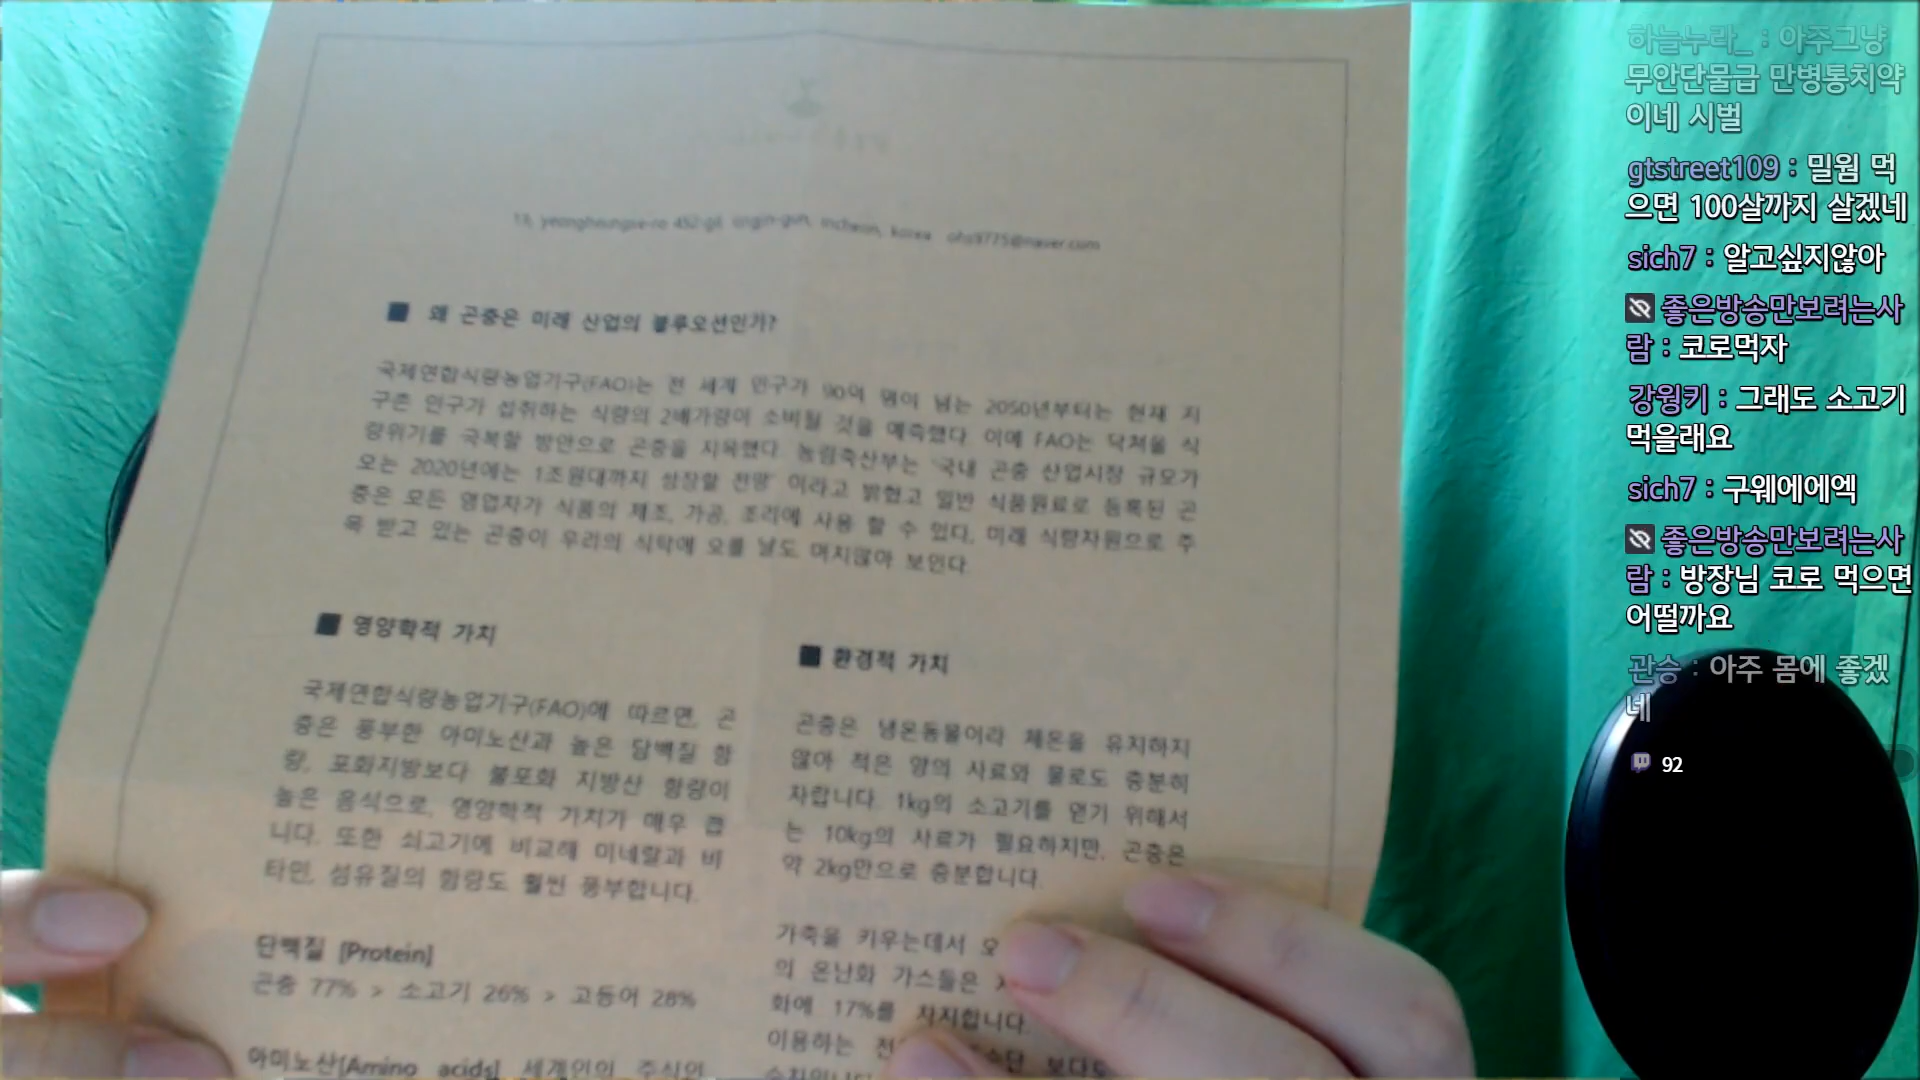 ■ 왜 곤충은 미래 산업의 블루오션인가?
국제연합식량농업기구(FAO)는 전 세계 인구가 90억 명이 넘는 2050년부터는 현재 지
구촌 인구가 섭취하는 식량의 2배가량이 소비될 것을 예측했다. 이에 FAO는 닥쳐올 식
량위기를 극복할 방안으로 곤충을 지목했다. 농림축산부는 "국내 곤충 산업시장 규모가
오는 2020년에는 1조원대까지 성장할 전망" 이라고 밝혔고 일반 식품원료로 등록된 곤
충은 모든 영업자가 식품의 제조, 가공, 조리에 사용 할 수 있다, 미래 식량자원으로 주
목 받고 있는 곤충이 우리의 식탁에 오를 날도 머지않아 보인다.
■ 영양학적 가치
국제연합식량농업기구(FAO)에 따르면, 곤
충은 풍부한 아미노산과 높은 단백질 함
량, 포화지방보다 불포화 지방산 함량이
높은 음식으로, 영양학적 가치가 매우 큽
니다. 또한 쇠고기에 비교해 미네랄과 비
타민, 섬유질의 함량도 훨씬 풍부합니다.
단백질 [Protein]
곤충 77% > 소고기 26% > 고등어 28%
아미노산[Amino acids] 세계인의 주식인
■ 환경적 가치
곤충은 냉온동물이라 체온을 유지하지
않아 적은 양의 사료와 물로도 충분히
자랍니다. 1kg의 소고기를 얻기 위해서
는 10kg의 사료가 필요하지만, 곤충은
약 2kg만으로 충분합니다.
가축을 키우는데서 오
의 온난화 가스들은
화에 17%를 차지합니다.
이용하는 보다도
하늘누라_ : 아주그냥
무안단물급 만병통치약
이네 시벌
gtstreet109 : 밀웜 먹
으면 100살까지 살겠네
sich7 : 알고싶지않아
좋은방송만보려는사
람 : 코로먹자
강웡키 : 그래도 소고기
먹을래요
sich7 : 구웨에에엑
좋은방송만보려는사
람 : 방장님 코로 먹으면
어떨까요
관승 : 아주 몸에 좋겠
네
92